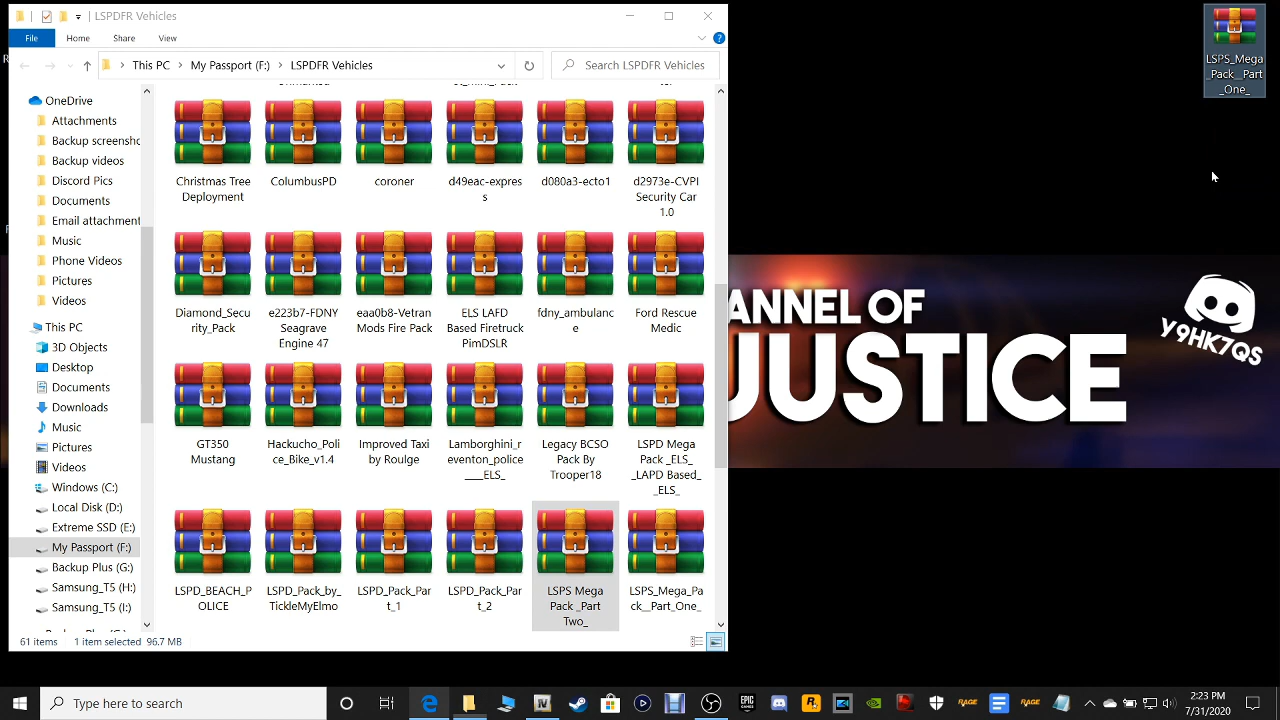 LSPDFR Vehicles
File
Home
Share
View
This PC
My Passport (F:)
LSPDFR Vehicles
Search LSPDFR Vehicles
OneDrive
Attachments
Backup screensho
Backup videos
Discord Pics
Documents
Email attachment
Music
Phone Videos
Pictures
Videos
This PC
3D Objects
Desktop
Documents
Downloads
Music
Pictures
Videos
Windows (C:)
Local Disk (D:)
Extreme SSD (E:)
My Passport (F:)
Backup Plus (G:)
Samsung_T5 (H:)
Samsung_T5 (I:)
Christmas Tree
Deployment
ColumbusPD
coroner
d49eac-expres
s
d080a3-ecto1
d2973e-CVPI
Security Car
1.0
Diamond_Secu
rity_Pack
e223b7-FDNY
Seagrave
Engine 47
eaa0b8-Vetran
Mods Fire Pack
ELS LAFD
Based Firetruck
PimDSLR
fdny_ambulanc
e
Ford Rescue
Medic
GT350
Mustang
Hackucho_Poli
ce_Bike_v1.4
Improved Taxi
by Roulge
Lamborghini_r
eventon_police
____ELS_
Legacy BCSO
Pack By
Trooper18
LSPD Mega
Pack _ELS_
_LAPD Based_
_ELS_
LSPD_BEACH_P
OLICE
LSPD_Pack_by_
TickleMyElmo
LSPD_Pack_Par
t_1
LSPD_Pack_Par
t_2
LSPS Mega
Pack _Part
Two_
LSPS_Mega_Pa
ck__Part_One_
61 items
1 item selected 96.7 MB
LSPS_Mega
_Pack__Part
_One_
ANNEL OF
JUSTICE
Y9HK7QS
Type here to search
EPIC
GAMES
RAGE
RAGE
2:23 PM
7/31/2020